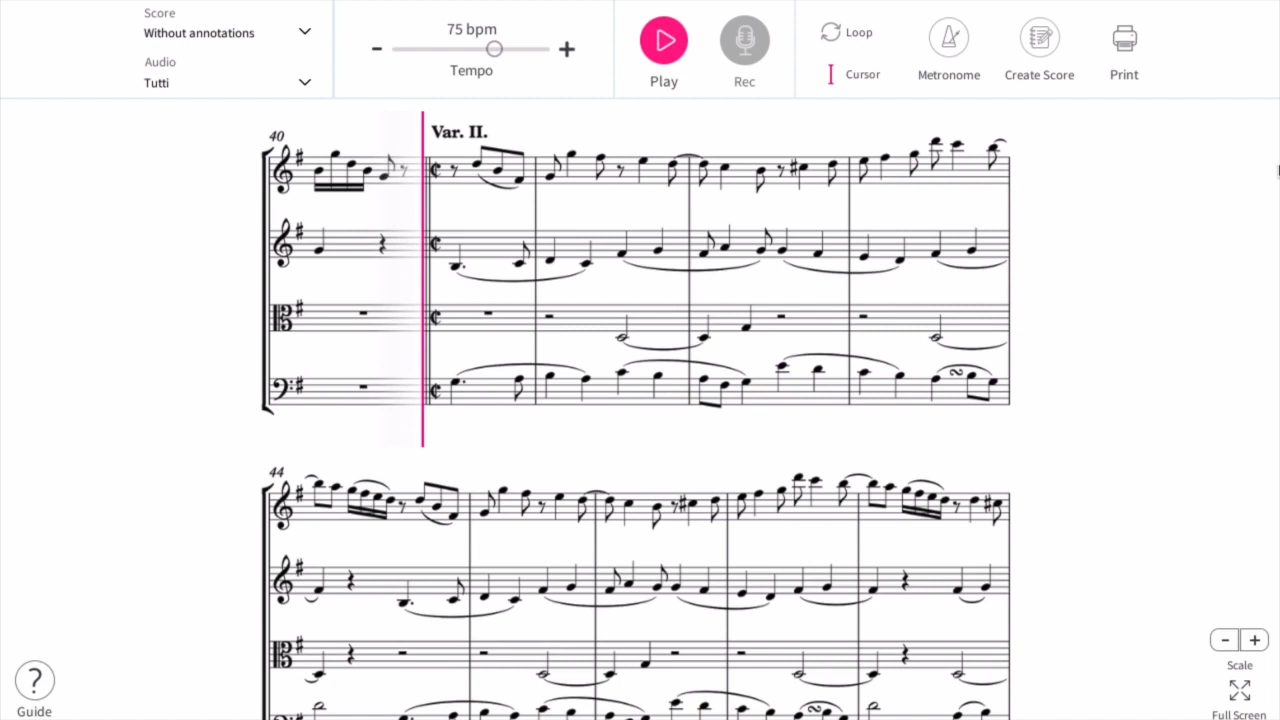 Score
Without annotations
Audio
Tutti
75 bpm
Tempo
Play
Rec
Loop
Cursor
Metronome
Create Score
Print
40
Var. II.
44
Scale
Full Screen
?
Guide